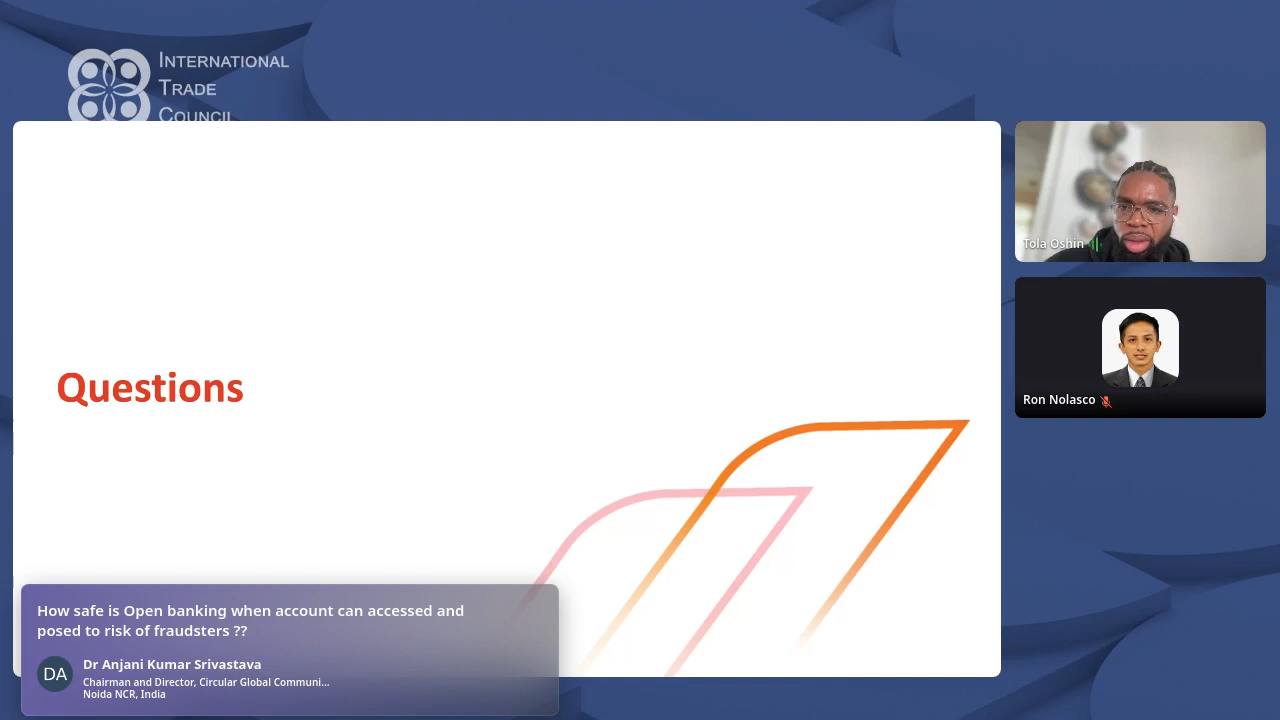 INTERNATIONAL
TRADE
COUNCIL
Tola Oshin
Ron Nolasco
Questions
How safe is Open banking when account can accessed and
posed to risk of fraudsters ??
DA
Dr Anjani Kumar Srivastava
Chairman and Director, Circular Global Communi...
Noida NCR, India